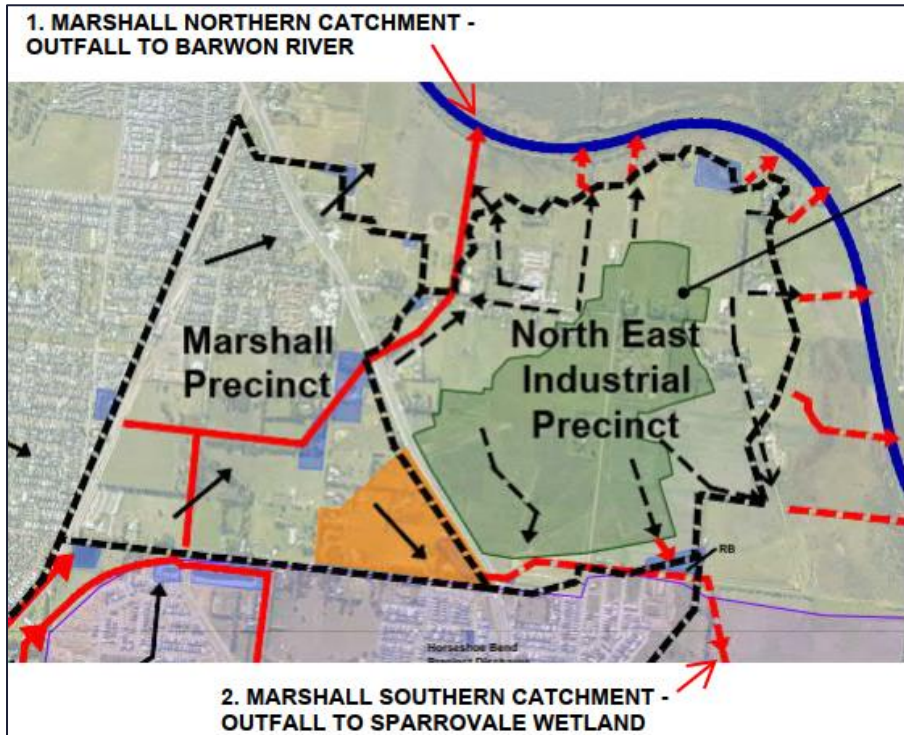 1. MARSHALL NORTHERN CATCHMENT -
OUTFALL TO BARWON RIVER
Marshall
Precinct
North East
Industrial
Precinct
RB
Horseshoe Bend
2. MARSHALL SOUTHERN CATCHMENT -
OUTFALL TO SPARROVALE WETLAND